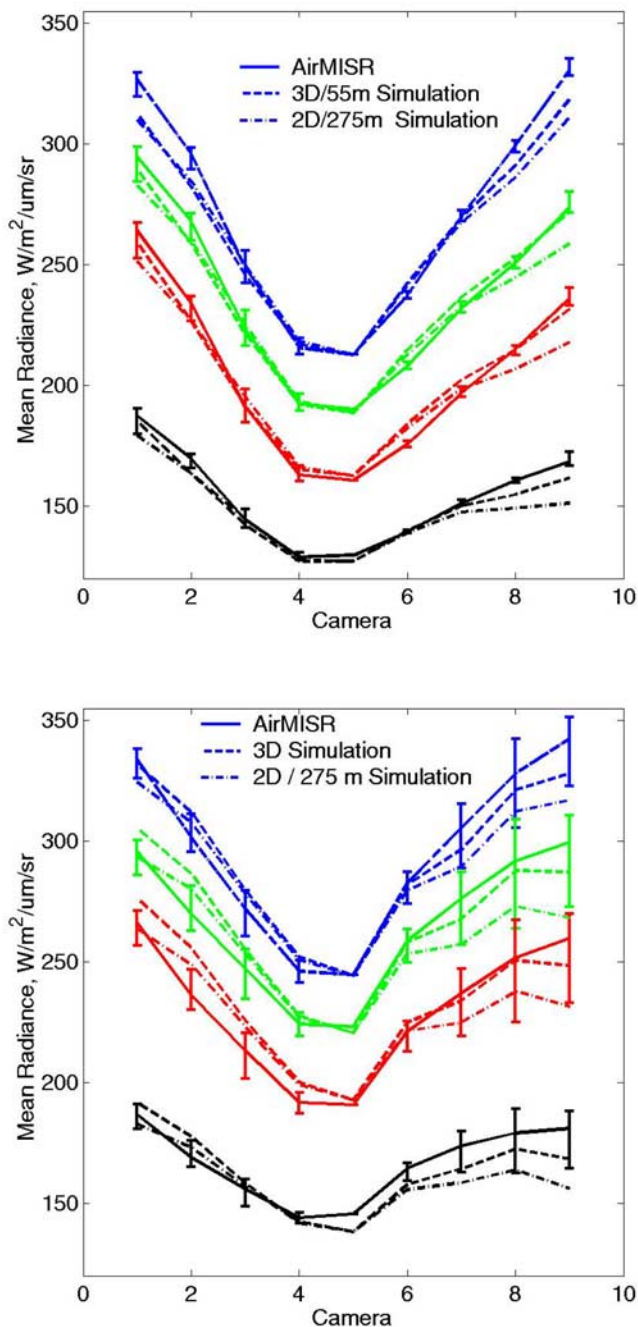 350
300
250
200
150
Mean Radiance, W/m²/um/sr
AirMISR
3D/55m Simulation
2D/275m Simulation
0 2 4 6 8 10
Camera
350
300
250
200
150
Mean Radiance, W/m²/um/sr
AirMISR
3D Simulation
2D / 275 m Simulation
0 2 4 6 8 10
Camera